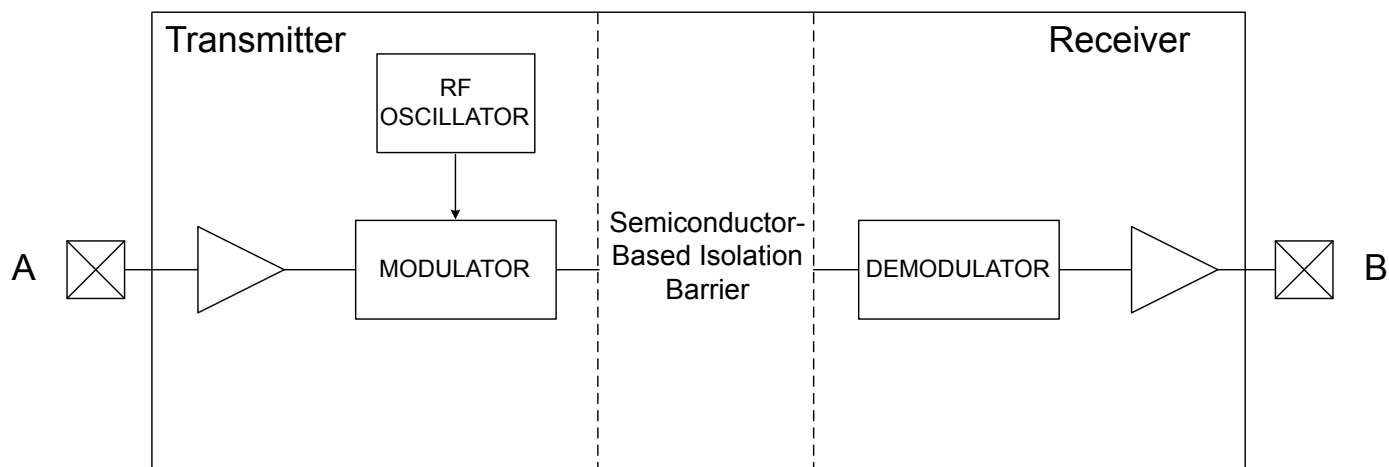 Transmitter
Receiver
RF
OSCILLATOR
A
MODULATOR
Semiconductor-
Based Isolation
Barrier
DEMODULATOR
B